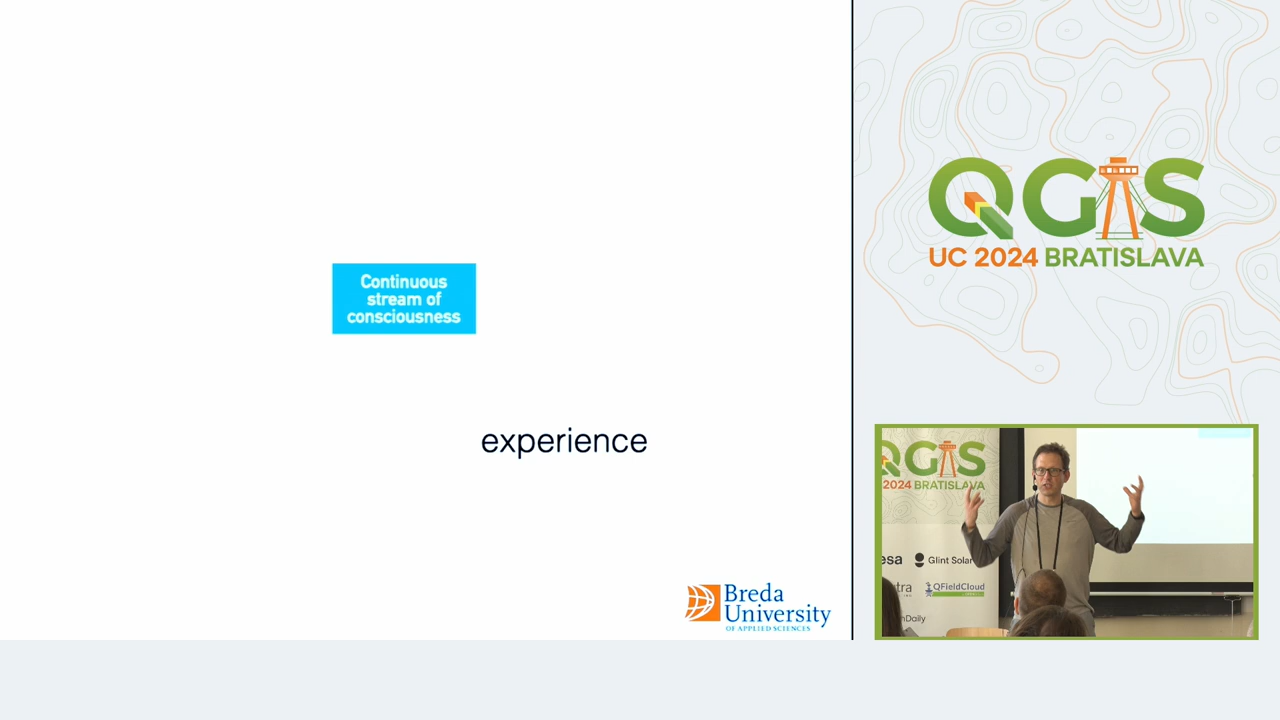 Continuous
stream of
consciousness
experience
Breda
University
OF APPLIED SCIENCES
QGIS
UC 2024 BRATISLAVA
QGIS
2024 BRATISLAVA
esa
Glint Solar
QFieldCloud